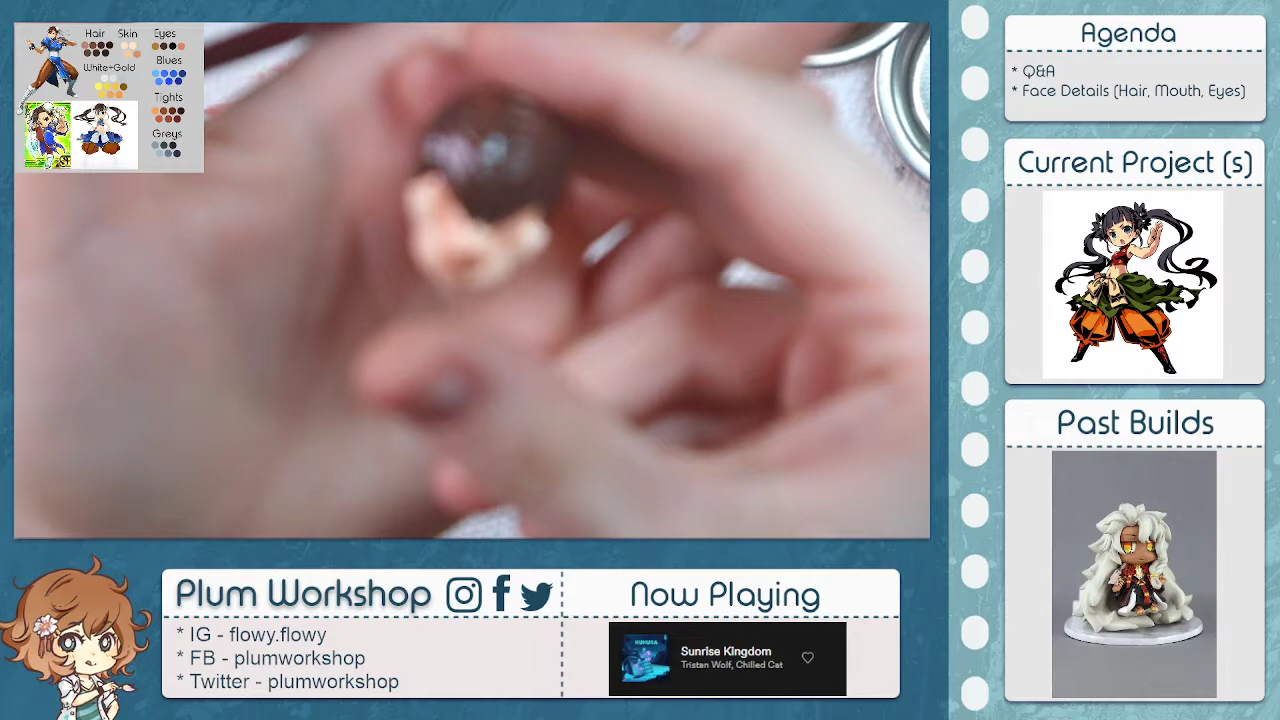 Hair Skin Eyes
White+Gold
Blues
Tights
Greys
Agenda
* Q&A
* Face Details (Hair, Mouth, Eyes)
Current Project (s)
Past Builds
Plum Workshop
* IG - flowy.flowy
* FB - plumworkshop
* Twitter - plumworkshop
Now Playing
Sunrise Kingdom
Tristan Wolf, Chilled Cat